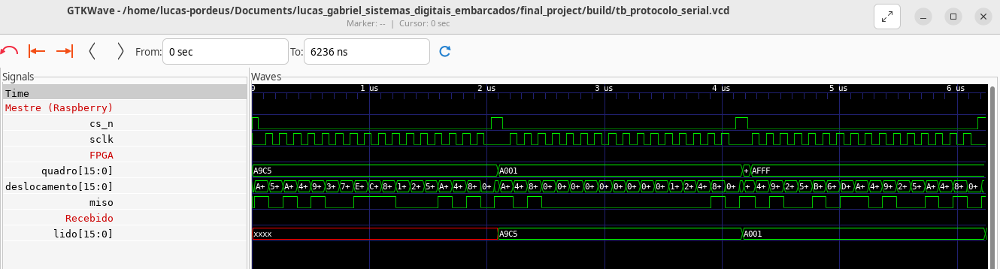 GTKWave - /home/lucas-pordeus/Documents/lucas_gabriel_sistemas_digitais_embarcados/final_project/build/tb_protocolo_serial.vcd
Marker: -- | Cursor: 0 sec
From: 0 sec To: 6236 ns
Signals Waves
Time 0 1 us 2 us 3 us 4 us 5 us 6 us
Mestre (Raspberry)
cs_n
sclk
FPGA
quadro[15:0] A9C5 A001 + AFFF
deslocamento[15:0] A+ 5+ A+ 4+ 9+ 3+ 7+ E+ C+ 8+ 1+ 2+ 5+ A+ 4+ 8+ 0+ A+ 4+ 8+ 0+ 0+ 0+ 0+ 0+ 0+ 0+ 0+ 1+ 2+ 4+ 8+ 0+ + 4+ 9+ 2+ 5+ B+ 6+ D+ A+ 4+ 9+ 2+ 5+ A+ 4+ 8+ 0+
miso
Recebido
lido[15:0] xxxx A9C5 A001